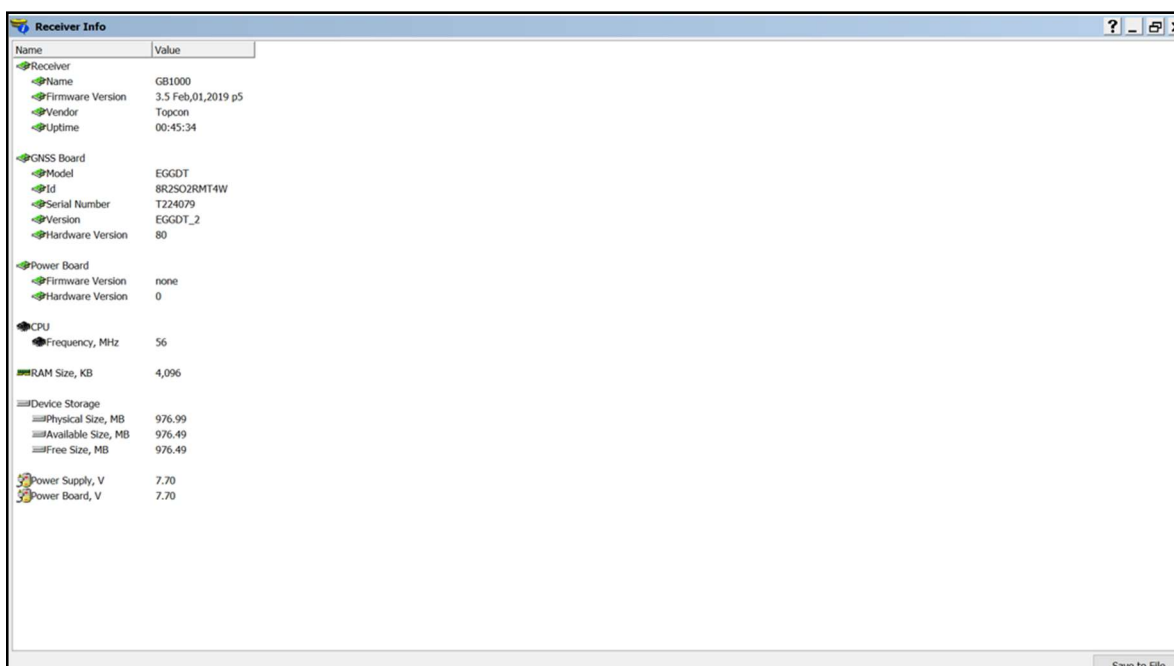 Receiver Info
Name Value
Receiver
Name GB1000
Firmware Version 3.5 Feb,01,2019 p5
Vendor Topcon
Uptime 00:45:34
GNSS Board
Model EGGDT
Id 8R2SO2RMT4W
Serial Number T224079
Version EGGDT_2
Hardware Version 80
Power Board
Firmware Version none
Hardware Version 0
CPU
Frequency, MHz 56
RAM Size, KB 4,096
Device Storage
Physical Size, MB 976.99
Available Size, MB 976.49
Free Size, MB 976.49
Power Supply, V 7.70
Power Board, V 7.70
Save to File